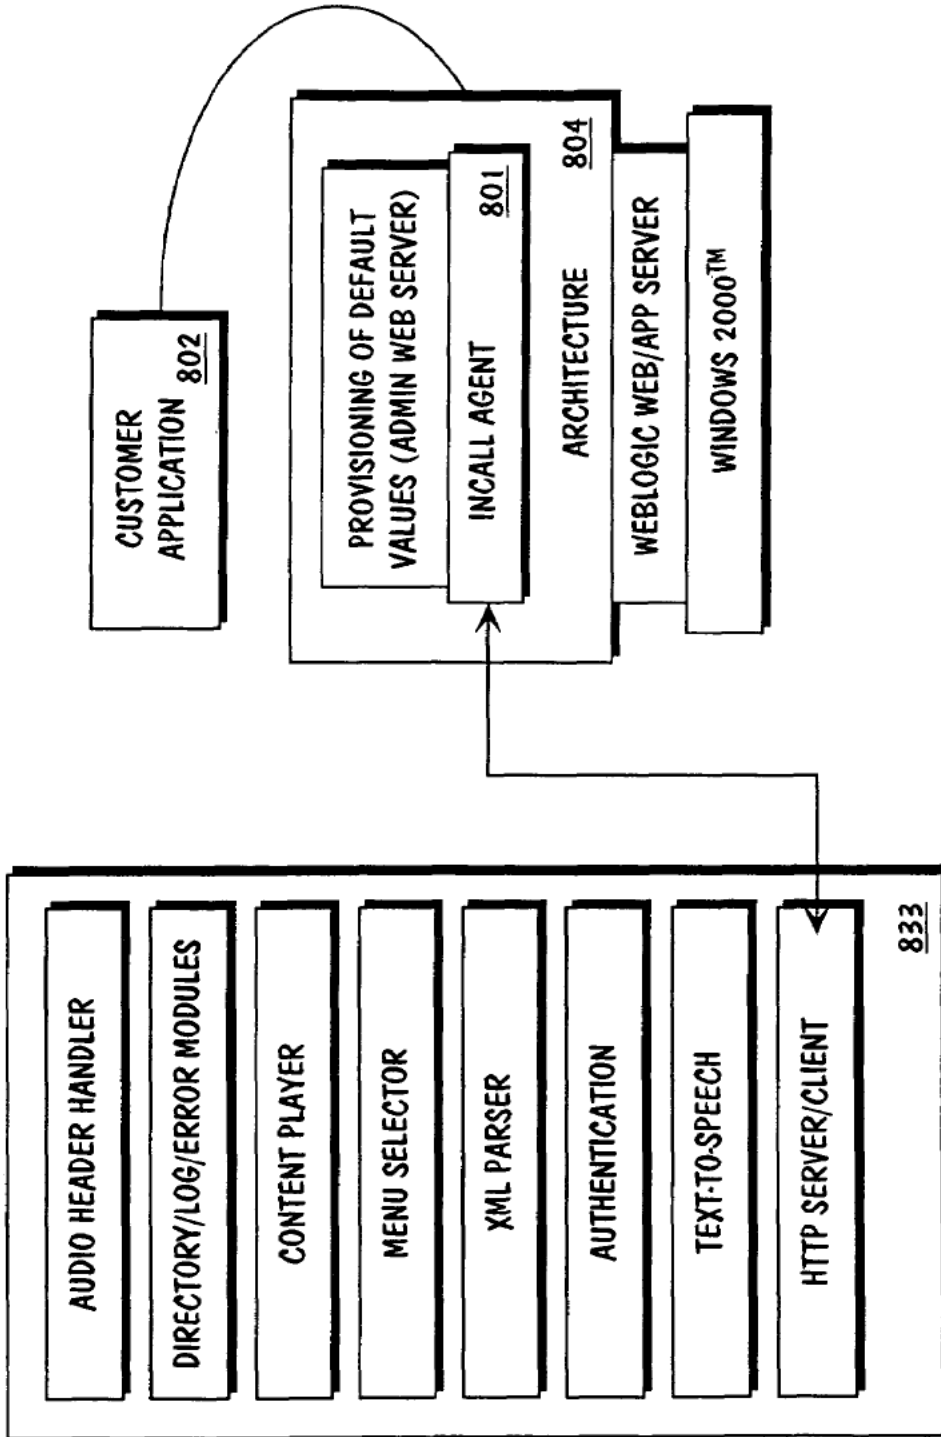 AUDIO HEADER HANDLER
DIRECTORY/LOG/ERROR MODULES
CONTENT PLAYER
MENU SELECTOR
XML PARSER
AUTHENTICATION
TEXT-TO-SPEECH
HTTP SERVER/CLIENT
833
CUSTOMER
APPLICATION
802
PROVISIONING OF DEFAULT
VALUES (ADMIN WEB SERVER)
INCALL AGENT
801
ARCHITECTURE
804
WEBLOGIC WEB/APP SERVER
WINDOWS 2000™